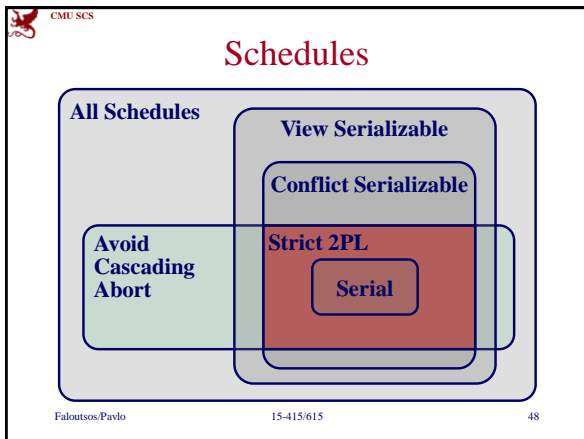 CMU SCS
Schedules
All Schedules
View Serializable
Conflict Serializable
Avoid
Cascading
Abort
Strict 2PL
Serial
Faloutsos/Pavlo
15-415/615
48